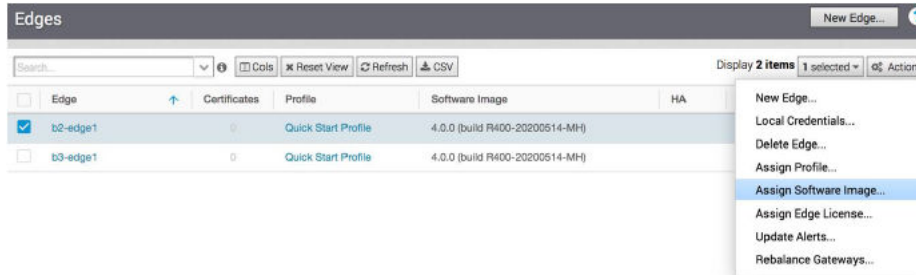 Edges
New Edge...
Search...
Cols
Reset View
Refresh
CSV
Display 2 items
1 selected
Action
Edge Certificates Profile Software Image HA
b2-edge1 0 Quick Start Profile 4.0.0 (build R400-20200514-MH)
b3-edge1 0 Quick Start Profile 4.0.0 (build R400-20200514-MH)
New Edge...
Local Credentials...
Delete Edge...
Assign Profile...
Assign Software Image...
Assign Edge License...
Update Alerts...
Rebalance Gateways...